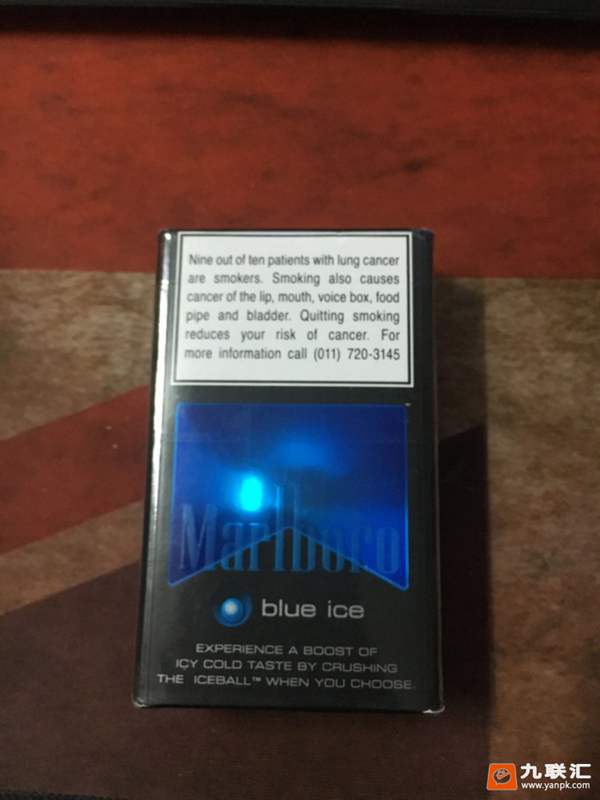 Nine out of ten patients with lung cancer
are smokers. Smoking also causes
cancer of the lip, mouth, voice box, food
pipe and bladder. Quitting smoking
reduces your risk of cancer. For
more information call (011) 720-3145
Marlboro
blue ice
EXPERIENCE A BOOST OF
ICY COLD TASTE BY CRUSHING
THE ICEBALL™ WHEN YOU CHOOSE.
九联汇
www.yanpk.com